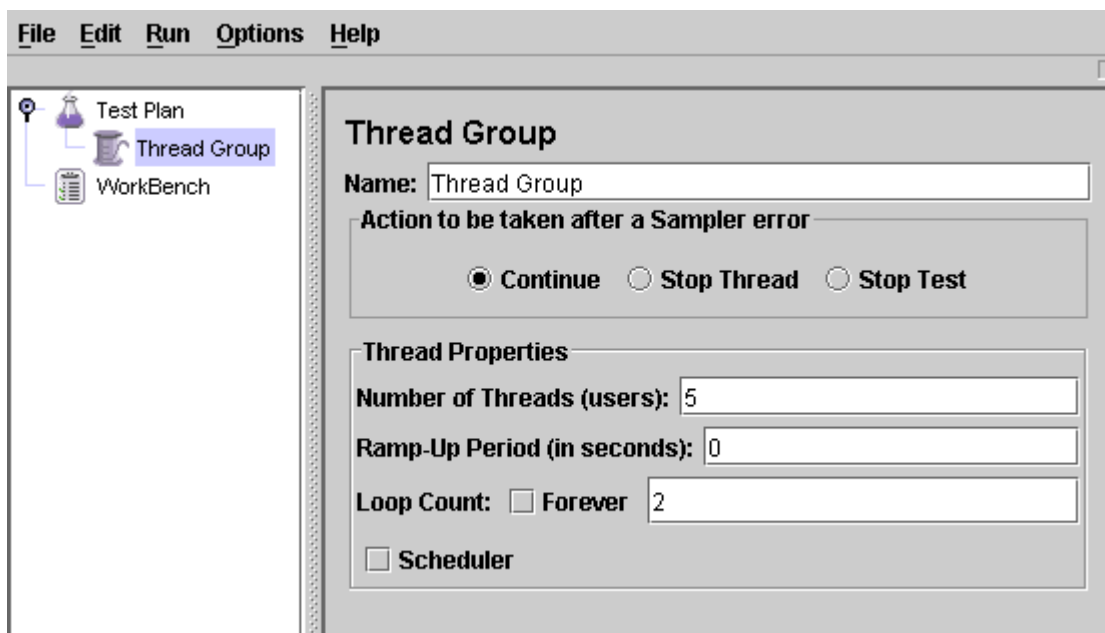 File Edit Run Options Help
Test Plan
Thread Group
WorkBench
Thread Group
Name: Thread Group
Action to be taken after a Sampler error
Continue Stop Thread Stop Test
Thread Properties
Number of Threads (users): 5
Ramp-Up Period (in seconds): 0
Loop Count: Forever 2
Scheduler